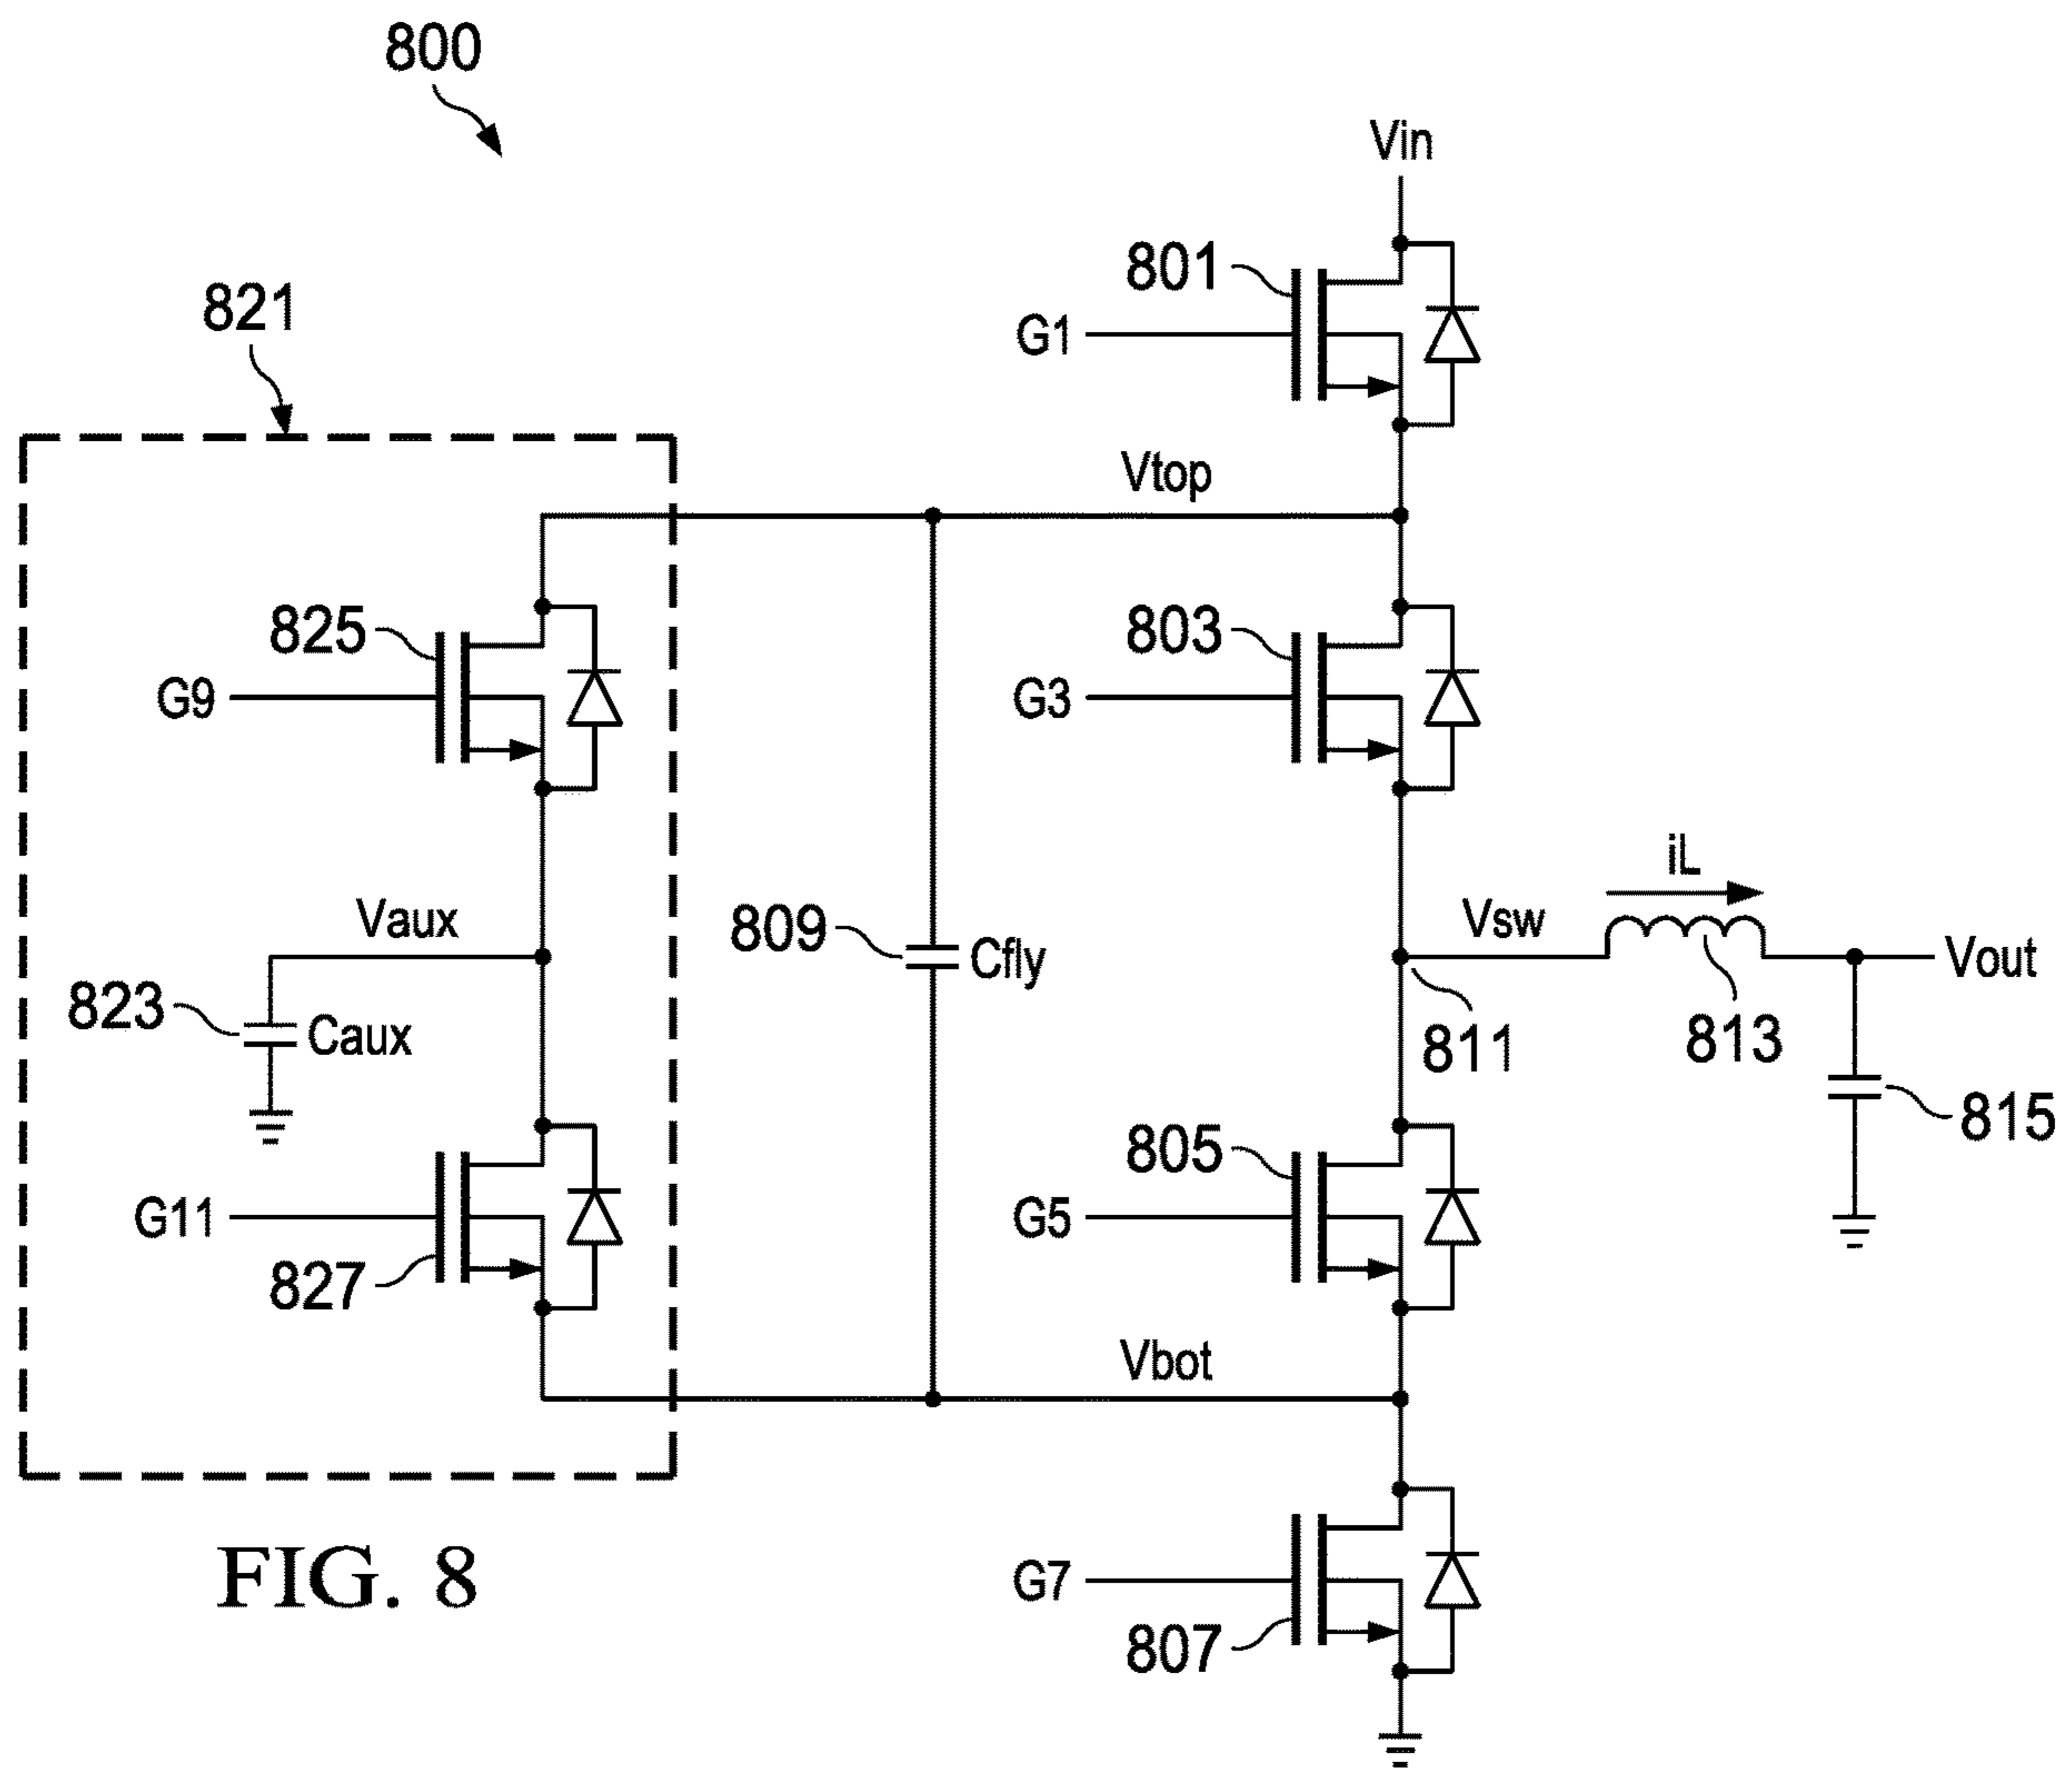 800
Vin
801
G1
821
Vtop
825
G9
803
G3
iL
Vaux
809
Cfly
Vsw
Vout
823
Caux
811
813
815
G11
827
805
G5
Vbot
G7
807
FIG. 8